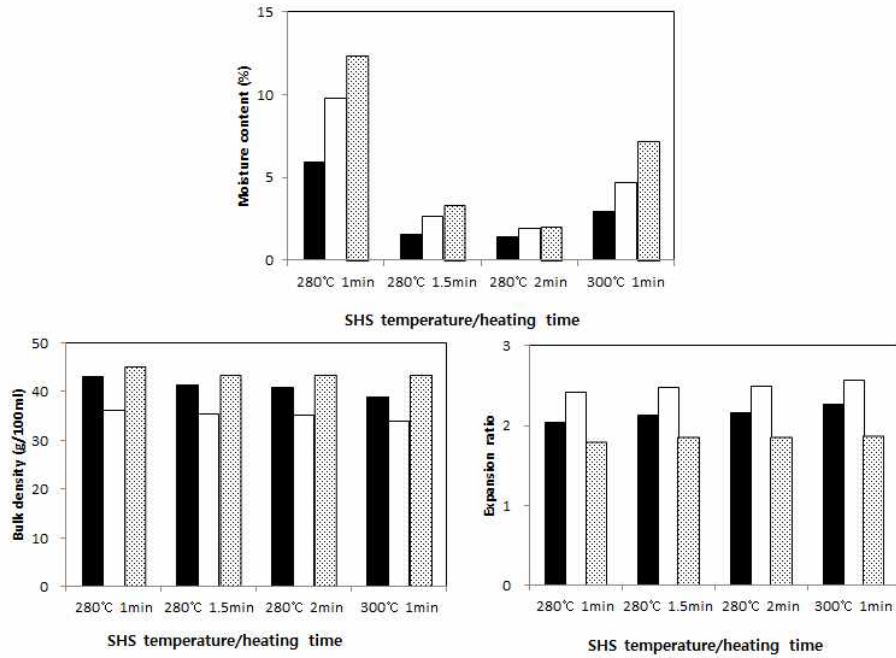 15
10
5
0
Moisture content (%)
280℃ 1min 280℃ 1.5min 280℃ 2min 300℃ 1min
SHS temperature/heating time
50
40
30
20
10
0
Bulk density (g/100ml)
280℃ 1min 280℃ 1.5min 280℃ 2min 300℃ 1min
SHS temperature/heating time
3
2
1
0
Expansion ratio
280℃ 1min 280℃ 1.5min 280℃ 2min 300℃ 1min
SHS temperature/heating time